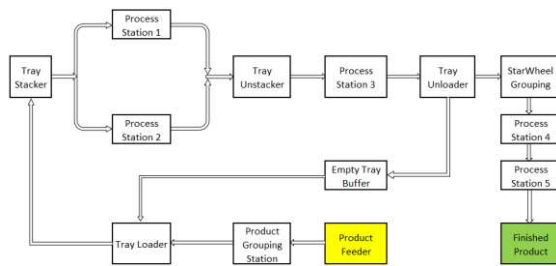 Process
Station 1
Tray
Stacker
Tray
Unstacker
Process
Station 3
Tray
Unloader
StarWheel
Grouping
Process
Station 2
Process
Station 4
Empty Tray
Buffer
Process
Station 5
Tray Loader
Product
Grouping
Station
Product
Feeder
Finished
Product